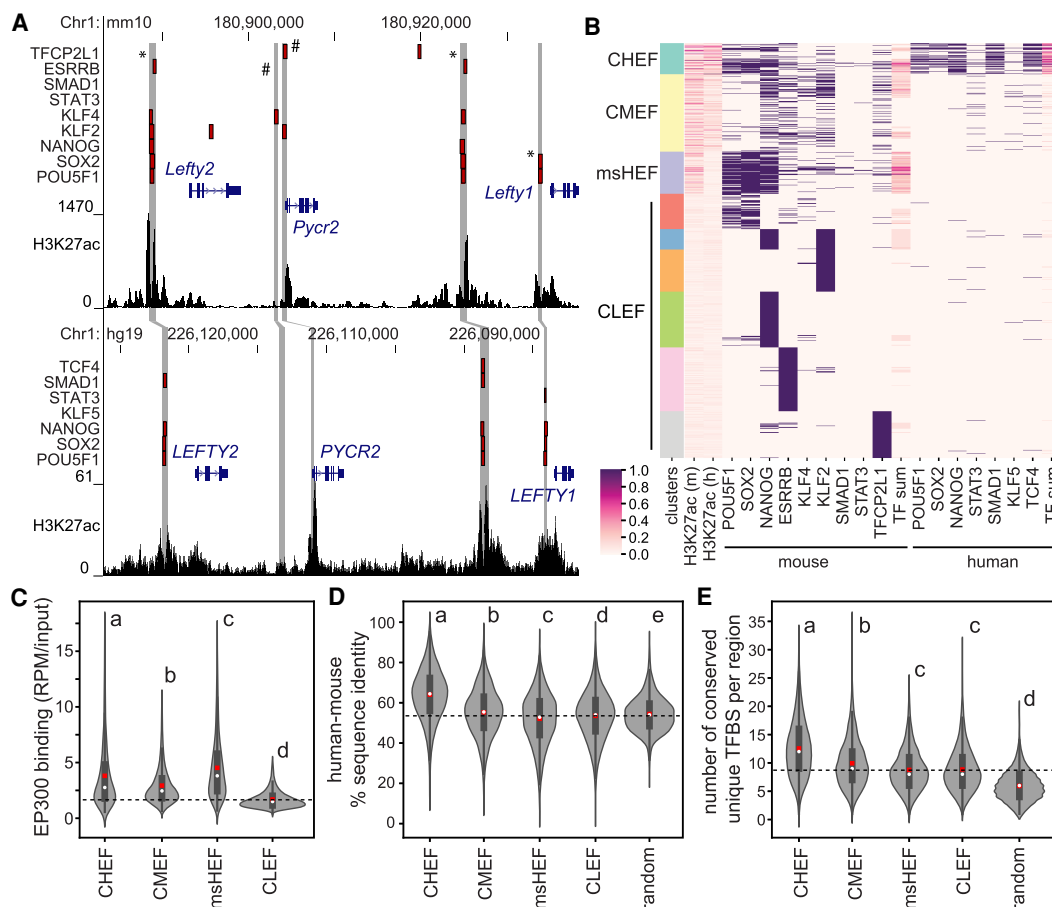 A
Chr1: mm10 180,900,000 180,920,000
TFCP2L1
ESRRB
SMAD1
STAT3
KLF4
KLF2
NANOG
SOX2
POU5F1
* # # * *
Lefty2
Pycr2
Lefty1
1470
H3K27ac
0
Chr1: hg19 226,120,000 226,110,000 226,090,000
TCF4
SMAD1
STAT3
KLF5
NANOG
SOX2
POU5F1
LEFTY2
PYCR2
LEFTY1
61
H3K27ac
0
B
CHEF
CMEF
msHEF
CLEF
1.0
0.8
0.6
0.4
0.2
0.0
clusters
H3K27ac (m)
H3K27ac (h)
POU5F1
SOX2
NANOG
ESRRB
KLF4
KLF2
SMAD1
STAT3
TFCP2L1
TF sum
POU5F1
SOX2
NANOG
STAT3
SMAD1
KLF5
TCF4
TF sum
mouse
human
C
EP300 binding (RPM/input)
15
10
5
0
a
b
c
d
CHEF
CMEF
msHEF
CLEF
D
human-mouse
% sequence identity
100
80
60
40
20
0
a
b
c
d
e
CHEF
CMEF
msHEF
CLEF
random
E
number of conserved
unique TFBS per region
35
30
25
20
15
10
5
0
a
b
c
c
d
CHEF
CMEF
msHEF
CLEF
random